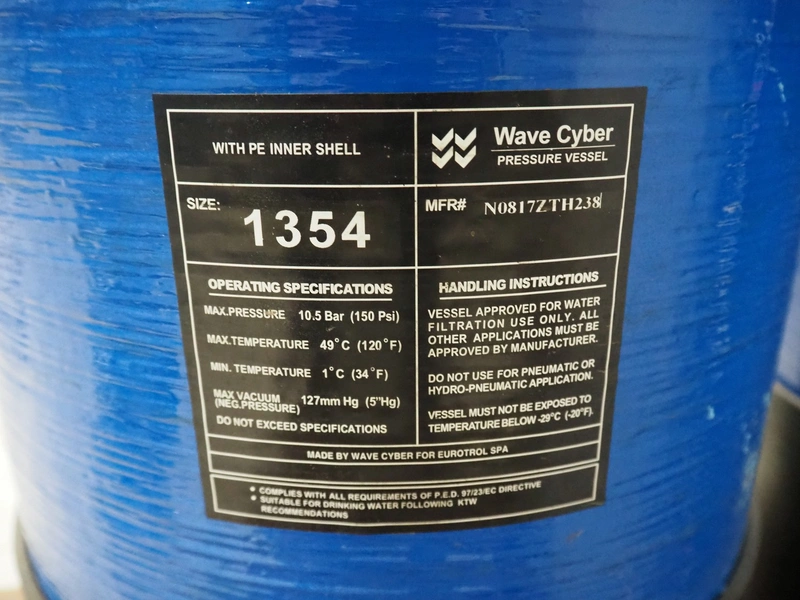 WITH PE INNER SHELL
Wave Cyber
PRESSURE VESSEL
SIZE:
1354
MFR# N0817ZTH238
OPERATING SPECIFICATIONS
MAX.PRESSURE 10.5 Bar (150 Psi)
MAX.TEMPERATURE 49°C (120°F)
MIN. TEMPERATURE 1°C (34°F)
MAX VACUUM
(NEG.PRESSURE) 127mm Hg (5"Hg)
DO NOT EXCEED SPECIFICATIONS
HANDLING INSTRUCTIONS
VESSEL APPROVED FOR WATER
FILTRATION USE ONLY. ALL
OTHER APPLICATIONS MUST BE
APPROVED BY MANUFACTURER.
DO NOT USE FOR PNEUMATIC OR
HYDRO-PNEUMATIC APPLICATION.
VESSEL MUST NOT BE EXPOSED TO
TEMPERATURE BELOW -29°C (-20°F).
MADE BY WAVE CYBER FOR EUROTROL SPA
• COMPLIES WITH ALL REQUIREMENTS OF P.E.D. 97/23/EC DIRECTIVE
• SUITABLE FOR DRINKING WATER FOLLOWING KTW
RECOMMENDATIONS